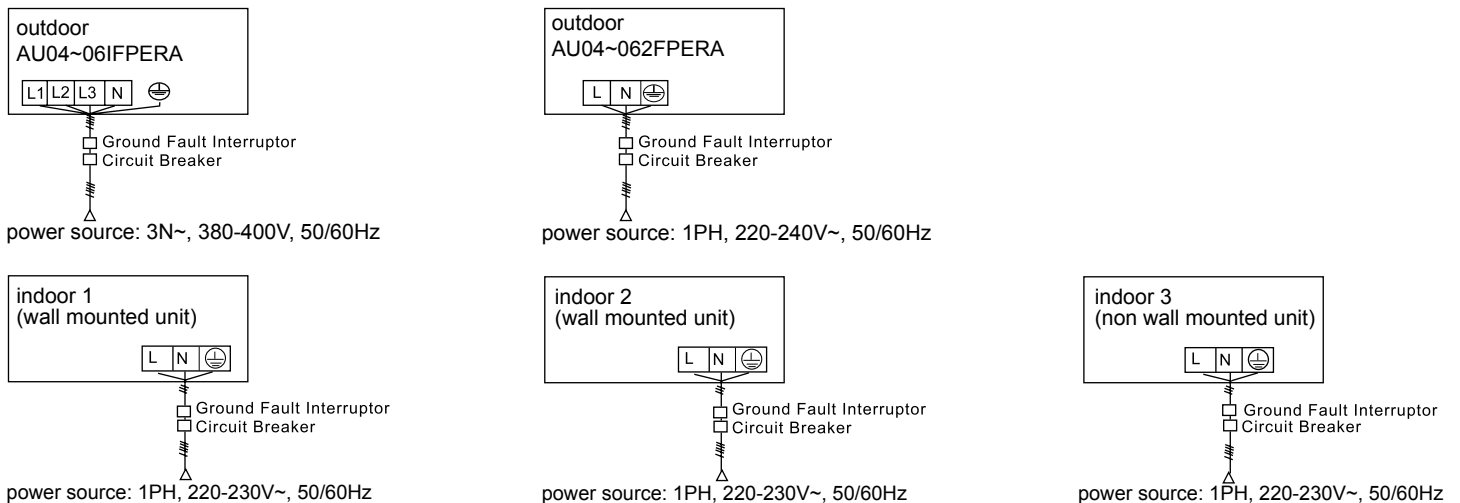 outdoor
AU04~06IFPERA
L1 L2 L3 N
Ground Fault Interruptor
Circuit Breaker
power source: 3N~, 380-400V, 50/60Hz
outdoor
AU04~062FPERA
L N
Ground Fault Interruptor
Circuit Breaker
power source: 1PH, 220-240V~, 50/60Hz
indoor 1
(wall mounted unit)
L N
Ground Fault Interruptor
Circuit Breaker
power source: 1PH, 220-230V~, 50/60Hz
indoor 2
(wall mounted unit)
L N
Ground Fault Interruptor
Circuit Breaker
power source: 1PH, 220-230V~, 50/60Hz
indoor 3
(non wall mounted unit)
L N
Ground Fault Interruptor
Circuit Breaker
power source: 1PH, 220-230V~, 50/60Hz